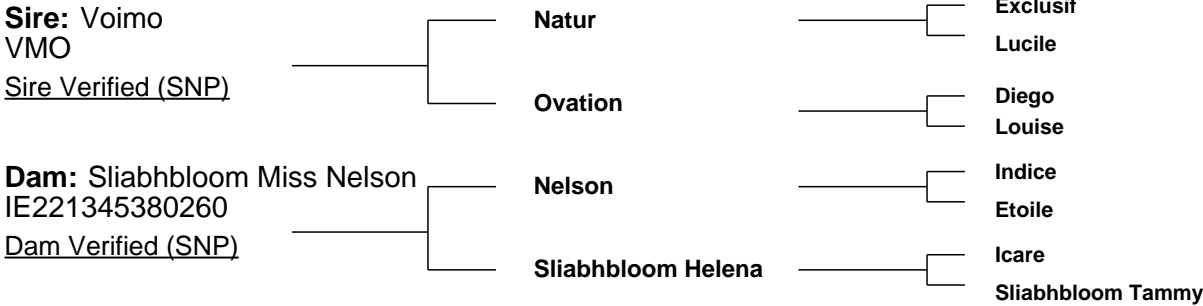 Sire: Voimo
VMO
Sire Verified (SNP)
Natur
Ovation
Exclusif
Lucile
Diego
Louise
Dam: Sliabhbloom Miss Nelson
IE221345380260
Dam Verified (SNP)
Nelson
Sliabhbloom Helena
Indice
Etoile
Icare
Sliabhbloom Tammy